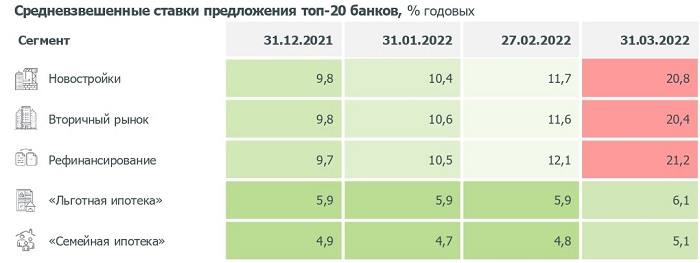 Средневзвешенные ставки предложения топ-20 банков, % годовых
Сегмент 31.12.2021 31.01.2022 27.02.2022 31.03.2022
Новостройки 9,8 10,4 11,7 20,8
Вторичный рынок 9,8 10,6 11,6 20,4
Рефинансирование 9,7 10,5 12,1 21,2
«Льготная ипотека» 5,9 5,9 5,9 6,1
«Семейная ипотека» 4,9 4,7 4,8 5,1